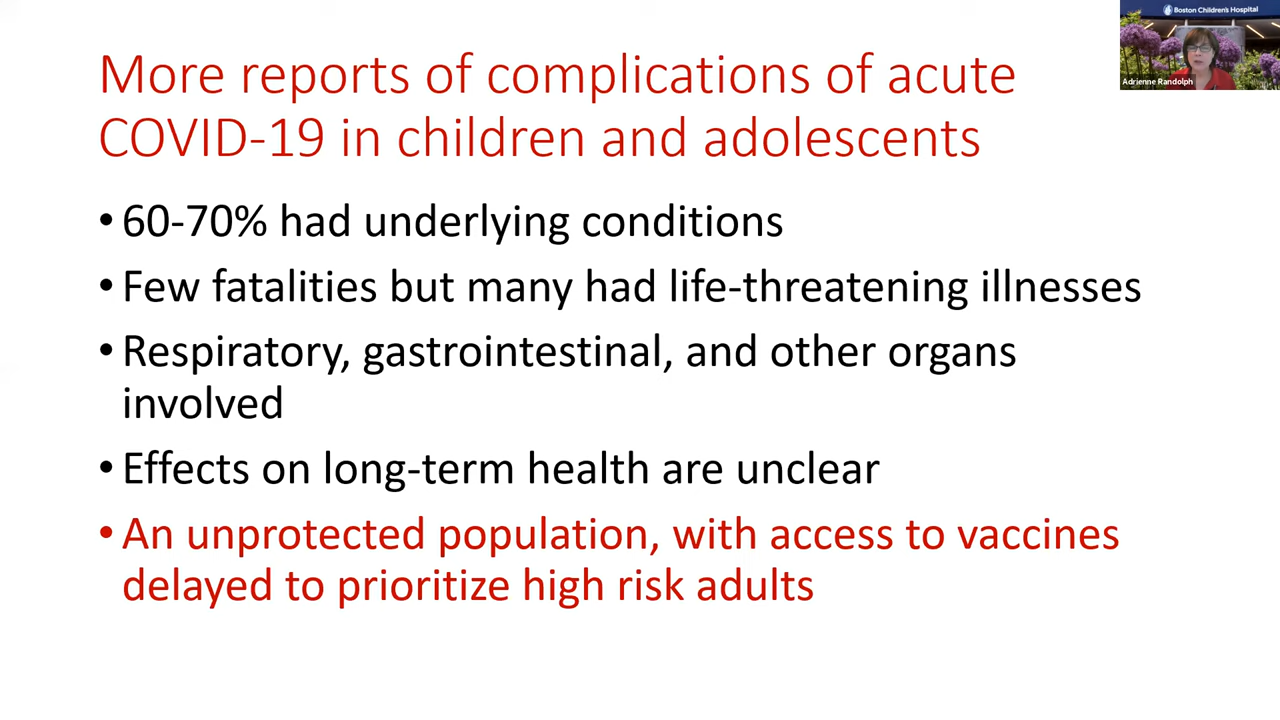 Boston Children's Hospital
Adrienne Randolph
More reports of complications of acute
COVID-19 in children and adolescents
• 60-70% had underlying conditions
• Few fatalities but many had life-threatening illnesses
• Respiratory, gastrointestinal, and other organs
involved
• Effects on long-term health are unclear
• An unprotected population, with access to vaccines
delayed to prioritize high risk adults